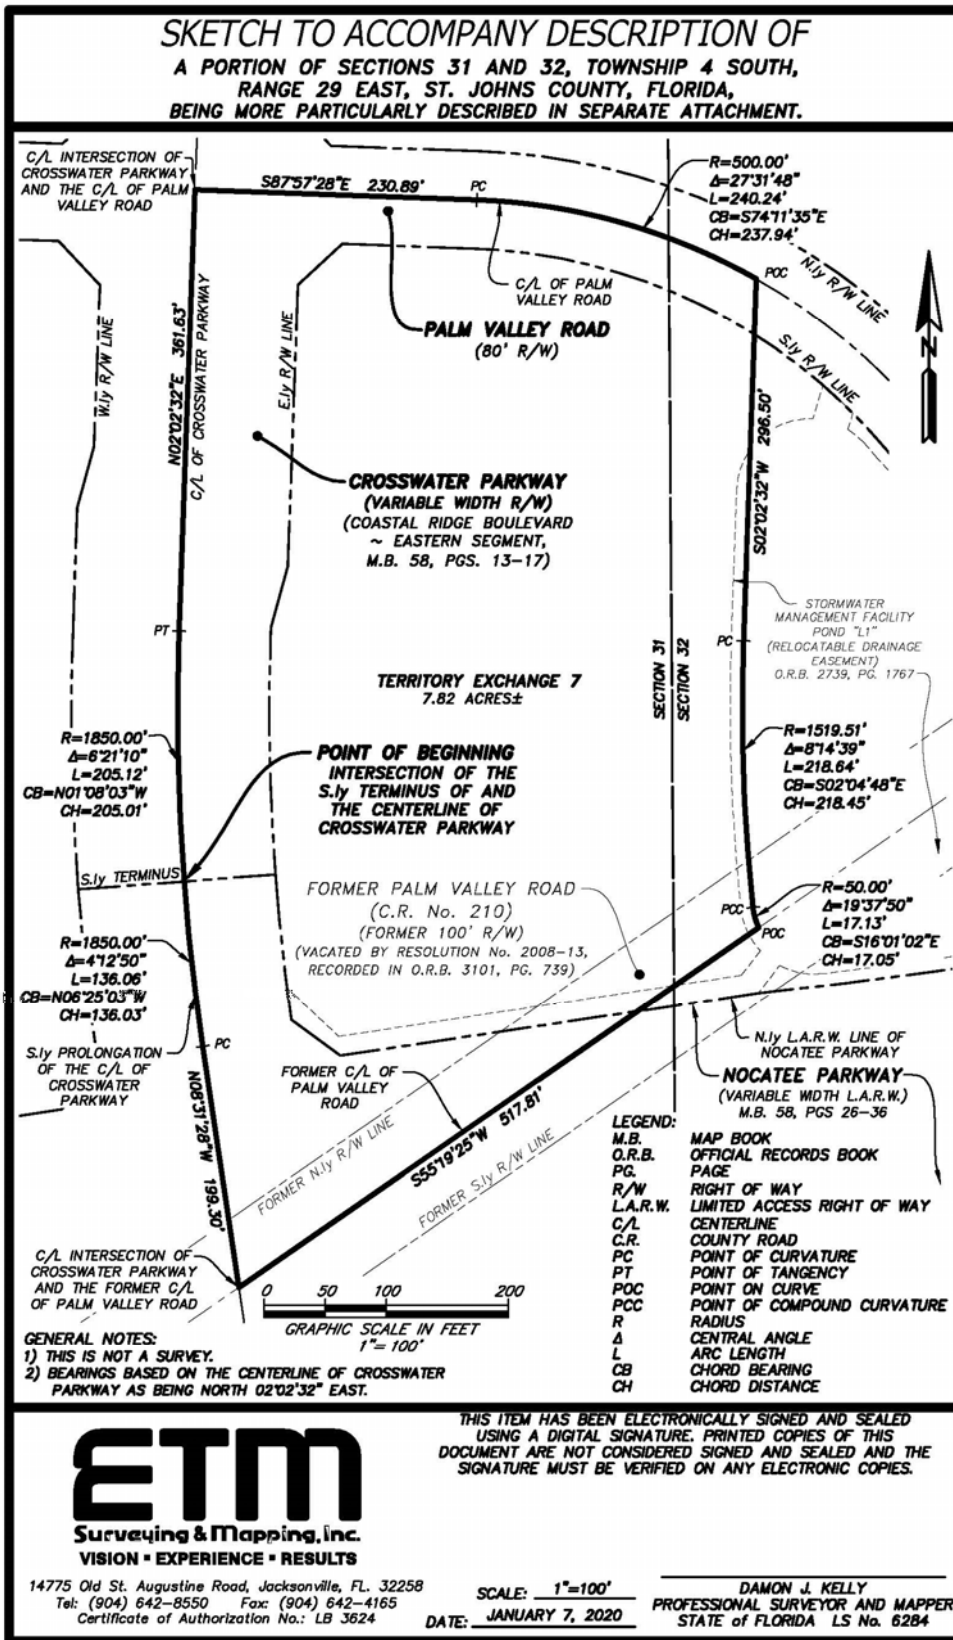 SKETCH TO ACCOMPANY DESCRIPTION OF
A PORTION OF SECTIONS 31 AND 32, TOWNSHIP 4 SOUTH,
RANGE 29 EAST, ST. JOHNS COUNTY, FLORIDA,
BEING MORE PARTICULARLY DESCRIBED IN SEPARATE ATTACHMENT.
C/L INTERSECTION OF
CROSSWATER PARKWAY
AND THE C/L OF PALM
VALLEY ROAD
S87°57'28"E 230.89'
PC
R=500.00'
Δ=27°31'48"
L=240.24'
CB=S74°11'35"E
CH=237.94'
POC
N.ly R/W LINE
C/L OF PALM
VALLEY ROAD
PALM VALLEY ROAD
(80' R/W)
S.ly R/W LINE
N
W.ly R/W LINE
N02°02'32"E 361.63'
C/L OF CROSSWATER PARKWAY
E.ly R/W LINE
S02°02'32"W 296.50'
CROSSWATER PARKWAY
(VARIABLE WIDTH R/W)
(COASTAL RIDGE BOULEVARD
~ EASTERN SEGMENT,
M.B. 58, PGS. 13-17)
STORMWATER
MANAGEMENT FACILITY
POND "L1"
(RELOCATABLE DRAINAGE
EASEMENT)
O.R.B. 2739, PG. 1767
PT
PC
SECTION 31
SECTION 32
TERRITORY EXCHANGE 7
7.82 ACRES±
R=1850.00'
Δ=6°21'10"
L=205.12'
CB=N01°08'03"W
CH=205.01'
POINT OF BEGINNING
INTERSECTION OF THE
S.ly TERMINUS OF AND
THE CENTERLINE OF
CROSSWATER PARKWAY
R=1519.51'
Δ=8°14'39"
L=218.64'
CB=S02°04'48"E
CH=218.45'
S.ly TERMINUS
FORMER PALM VALLEY ROAD
(C.R. No. 210)
(FORMER 100' R/W)
(VACATED BY RESOLUTION No. 2008-13,
RECORDED IN O.R.B. 3101, PG. 739)
PCC
POC
R=50.00'
Δ=19°37'50"
L=17.13'
CB=S16°01'02"E
CH=17.05'
R=1850.00'
Δ=4°12'50"
L=136.06'
CB=N06°25'03"W
CH=136.03'
PC
S.ly PROLONGATION
OF THE C/L OF
CROSSWATER
PARKWAY
N.ly L.A.R.W. LINE OF
NOCATEE PARKWAY
NOCATEE PARKWAY
(VARIABLE WIDTH L.A.R.W.)
M.B. 58, PGS 26-36
FORMER C/L OF
PALM VALLEY
ROAD
N08°31'28"W 199.30'
FORMER N.ly R/W LINE
S55°19'25"W 517.81'
FORMER S.ly R/W LINE
C/L INTERSECTION OF
CROSSWATER PARKWAY
AND THE FORMER C/L
OF PALM VALLEY ROAD
0 50 100 200
GRAPHIC SCALE IN FEET
1"= 100'
LEGEND:
M.B. MAP BOOK
O.R.B. OFFICIAL RECORDS BOOK
PG. PAGE
R/W RIGHT OF WAY
L.A.R.W. LIMITED ACCESS RIGHT OF WAY
C/L CENTERLINE
C.R. COUNTY ROAD
PC POINT OF CURVATURE
PT POINT OF TANGENCY
POC POINT ON CURVE
PCC POINT OF COMPOUND CURVATURE
R RADIUS
Δ CENTRAL ANGLE
L ARC LENGTH
CB CHORD BEARING
CH CHORD DISTANCE
GENERAL NOTES:
1) THIS IS NOT A SURVEY.
2) BEARINGS BASED ON THE CENTERLINE OF CROSSWATER
PARKWAY AS BEING NORTH 02°02'32" EAST.
ETM
Surveying & Mapping, Inc.
VISION ▪ EXPERIENCE ▪ RESULTS
14775 Old St. Augustine Road, Jacksonville, FL. 32258
Tel: (904) 642-8550 Fax: (904) 642-4165
Certificate of Authorization No.: LB 3624
THIS ITEM HAS BEEN ELECTRONICALLY SIGNED AND SEALED
USING A DIGITAL SIGNATURE. PRINTED COPIES OF THIS
DOCUMENT ARE NOT CONSIDERED SIGNED AND SEALED AND THE
SIGNATURE MUST BE VERIFIED ON ANY ELECTRONIC COPIES.
SCALE: 1"=100'
DATE: JANUARY 7, 2020
DAMON J. KELLY
PROFESSIONAL SURVEYOR AND MAPPER
STATE of FLORIDA LS No. 6284